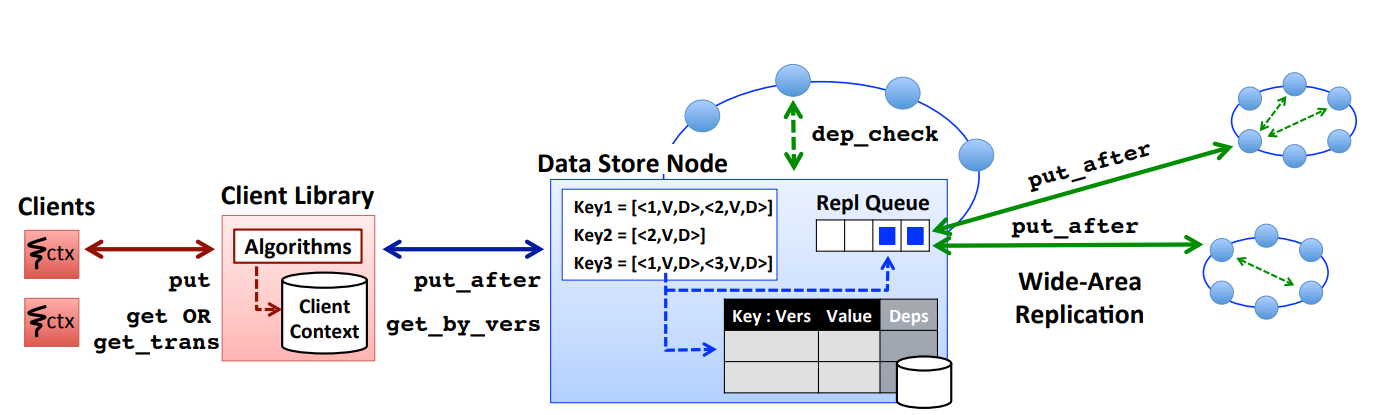 Clients
ctx
ctx
put
get OR
get_trans
Client Library
Algorithms
Client
Context
put_after
get_by_vers
Data Store Node
Key1 = [<1,V,D>,<2,V,D>]
Key2 = [<2,V,D>]
Key3 = [<1,V,D>,<3,V,D>]
Repl Queue
Key : Vers Value Deps
dep_check
put_after
put_after
Wide-Area
Replication